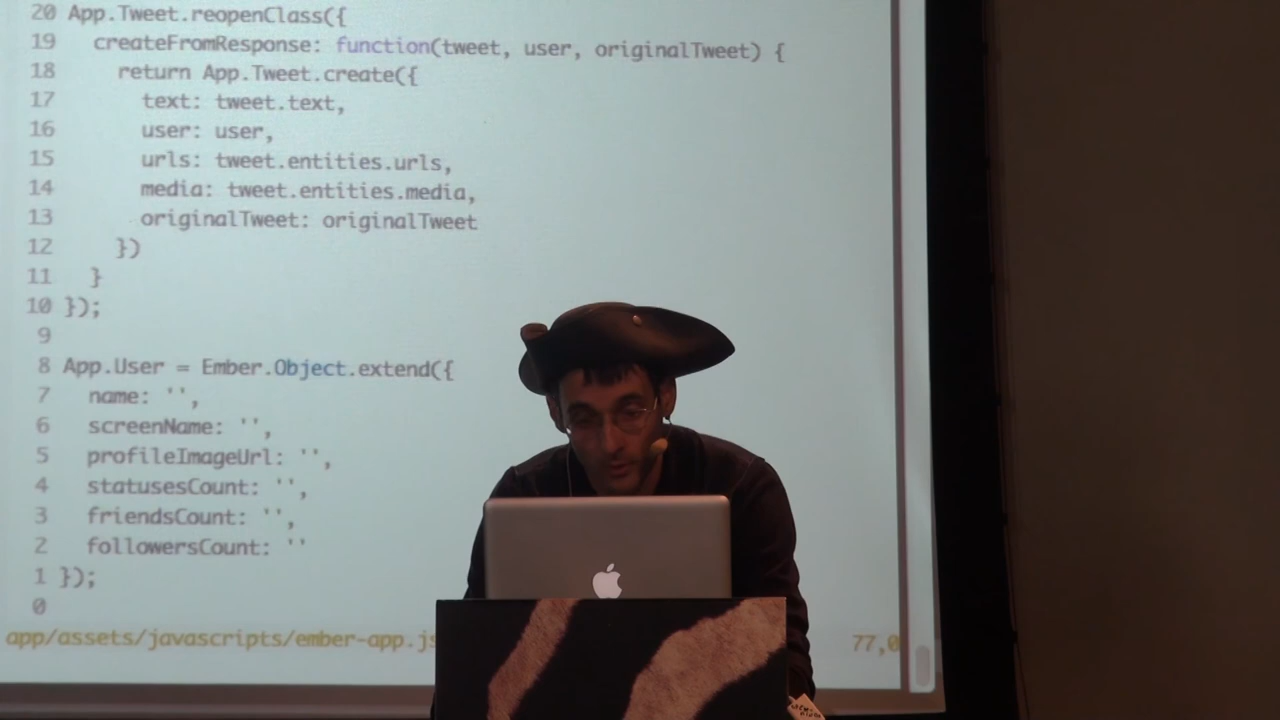 20 App.Tweet.reopenClass({
19 createFromResponse: function(tweet, user, originalTweet) {
18 return App.Tweet.create({
17 text: tweet.text,
16 user: user,
15 urls: tweet.entities.urls,
14 media: tweet.entities.media,
13 originalTweet: originalTweet
12 })
11 }
10 });
9
8 App.User = Ember.Object.extend({
7 name: '',
6 screenName: '',
5 profileImageUrl: '',
4 statusesCount: '',
3 friendsCount: '',
2 followersCount: ''
1 });
0
app/assets/javascripts/ember-app.js 77,0